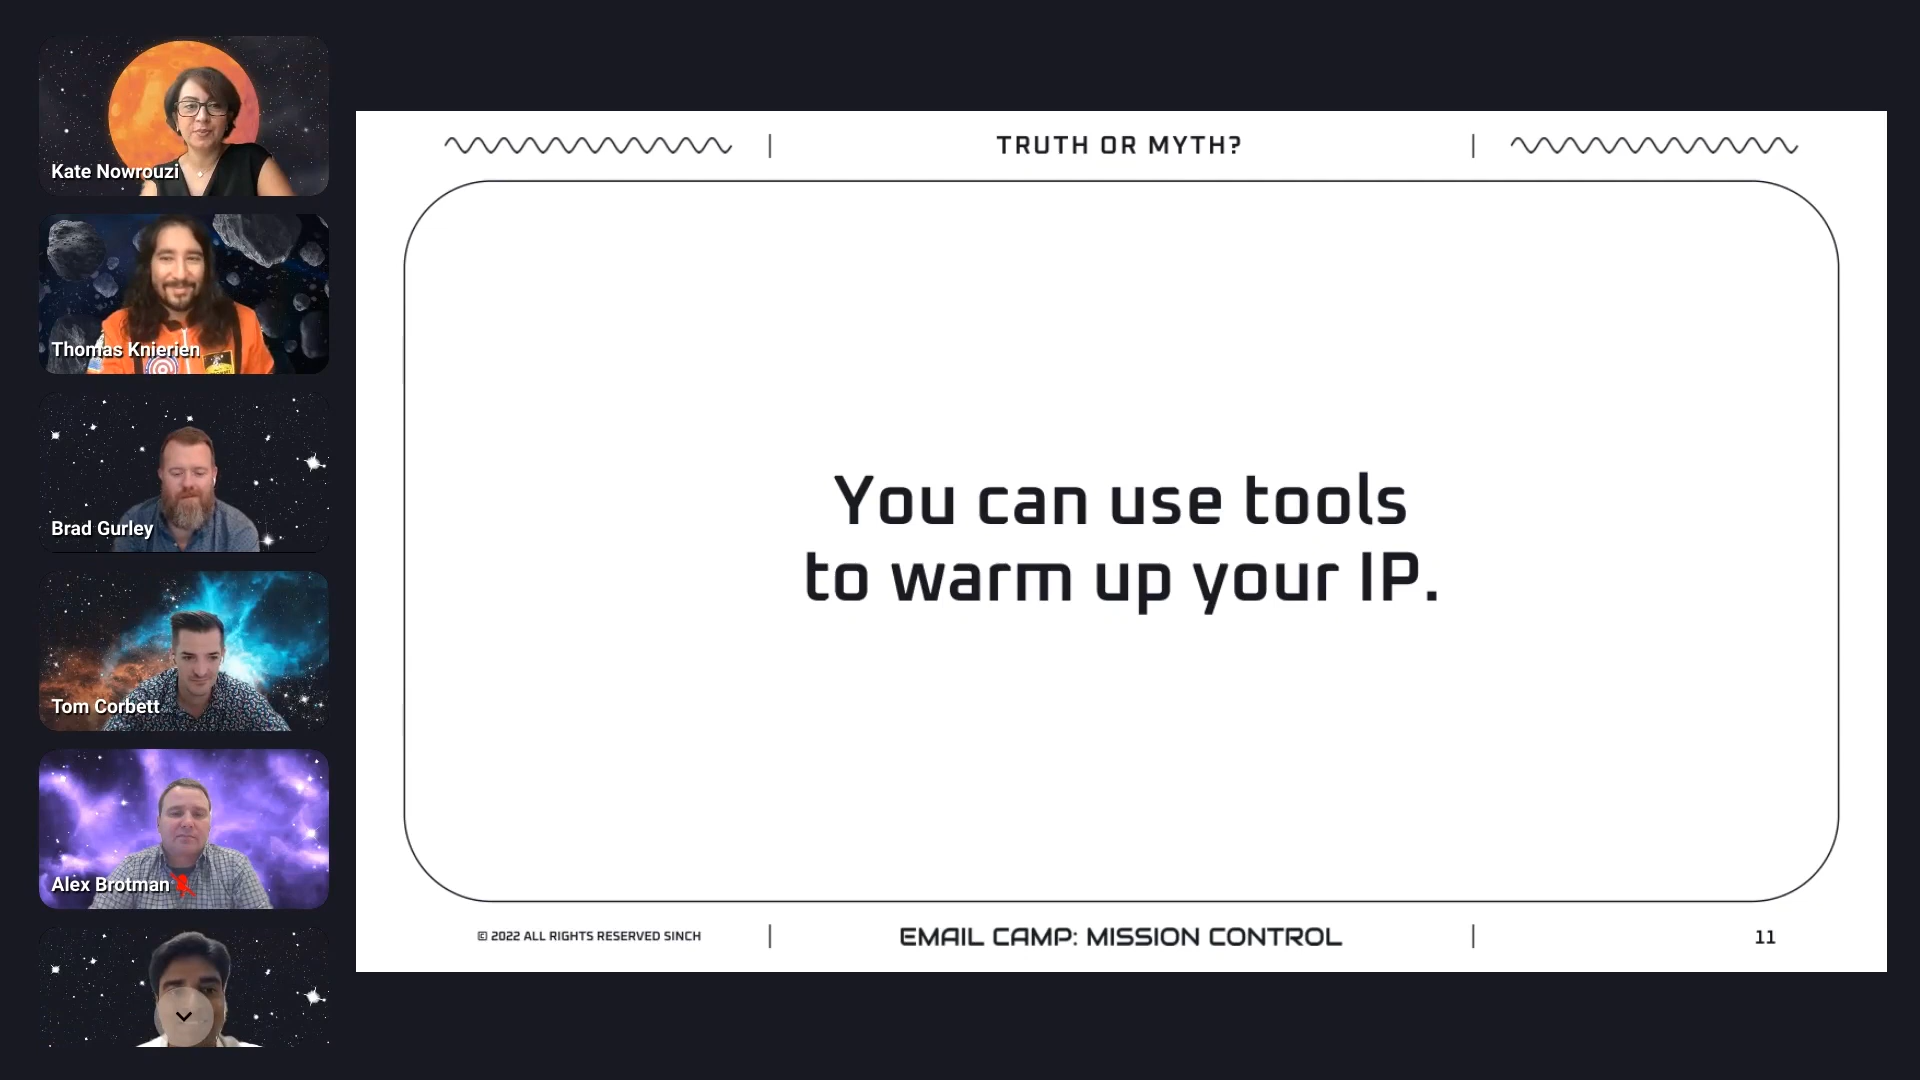 Kate Nowrouzi
Thomas Knierien
Brad Gurley
Tom Corbett
Alex Brotman
TRUTH OR MYTH?
You can use tools
to warm up your IP.
© 2022 ALL RIGHTS RESERVED SINCH
EMAIL CAMP: MISSION CONTROL
11